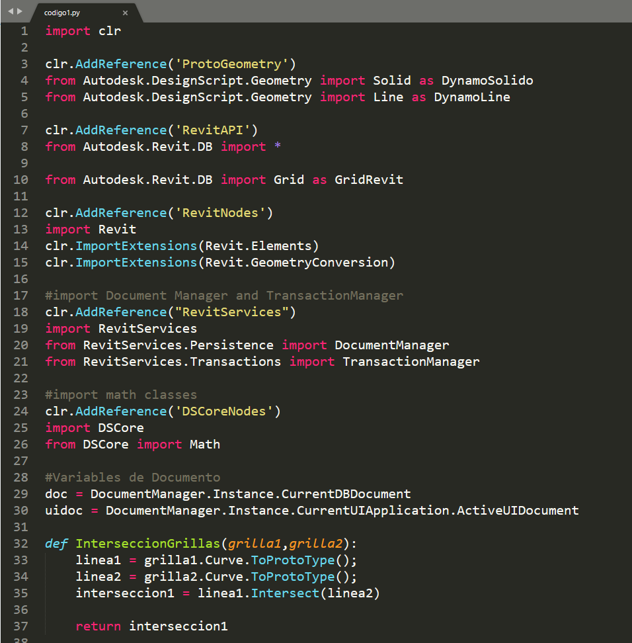 codigo1.py
1 import clr
2
3 clr.AddReference('ProtoGeometry')
4 from Autodesk.DesignScript.Geometry import Solid as DynamoSolido
5 from Autodesk.DesignScript.Geometry import Line as DynamoLine
6
7 clr.AddReference('RevitAPI')
8 from Autodesk.Revit.DB import *
9
10 from Autodesk.Revit.DB import Grid as GridRevit
11
12 clr.AddReference('RevitNodes')
13 import Revit
14 clr.ImportExtensions(Revit.Elements)
15 clr.ImportExtensions(Revit.GeometryConversion)
16
17 #import Document Manager and TransactionManager
18 clr.AddReference("RevitServices")
19 import RevitServices
20 from RevitServices.Persistence import DocumentManager
21 from RevitServices.Transactions import TransactionManager
22
23 #import math classes
24 clr.AddReference('DSCoreNodes')
25 import DSCore
26 from DSCore import Math
27
28 #Variables de Documento
29 doc = DocumentManager.Instance.CurrentDBDocument
30 uidoc = DocumentManager.Instance.CurrentUIApplication.ActiveUIDocument
31
32 def InterseccionGrillas(grilla1,grilla2):
33     linea1 = grilla1.Curve.ToProtoType();
34     linea2 = grilla2.Curve.ToProtoType();
35     interseccion1 = linea1.Intersect(linea2)
36
37     return interseccion1
38